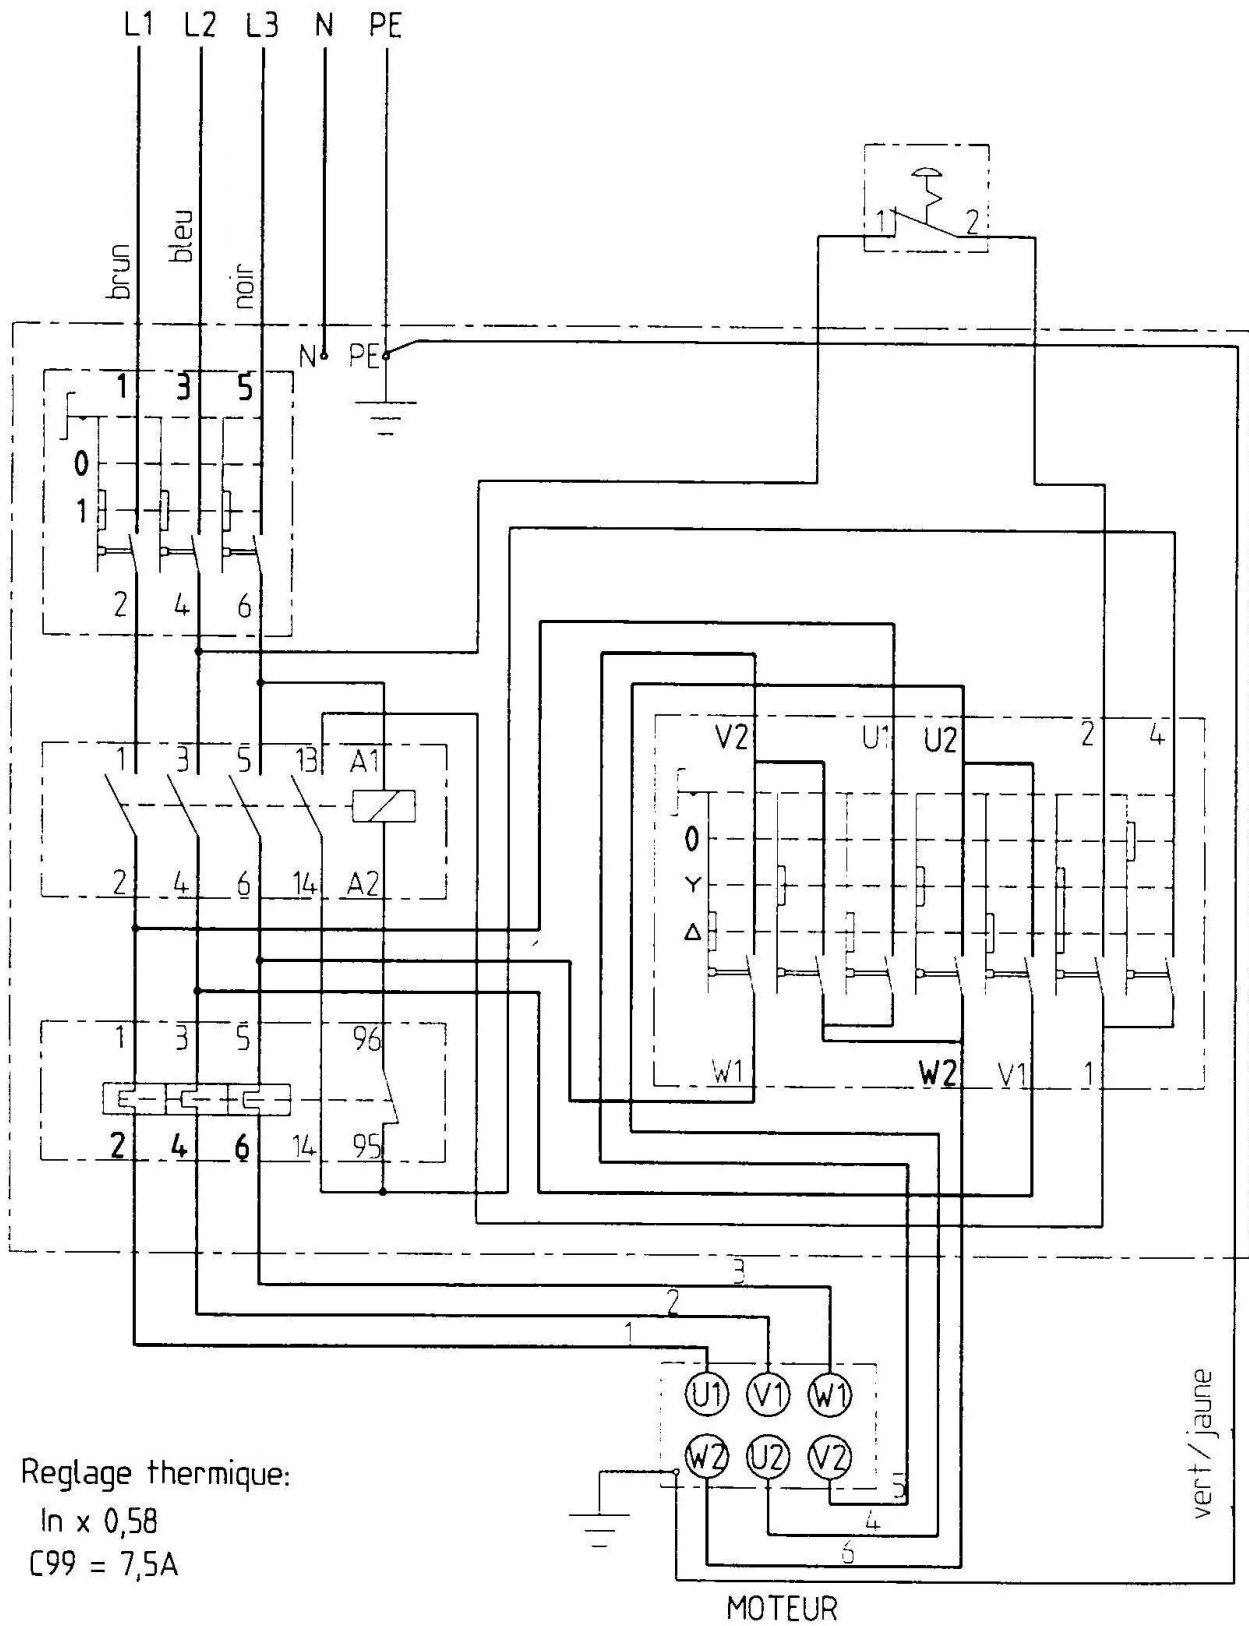 L1 L2 L3 N PE
brun
bleu
noir
1 2
N PE
1 3 5
0
1
2 4 6
V2 U1 U2 2 4
1 3 5 13 A1
0
Y
Δ
2 4 6 14 A2
1 3 5 96
W1 W2 V1 1
2 4 6 14 95
3
2
1
U1 V1 W1
W2 U2 V2
5
4
6
vert/jaune
Reglage thermique:
In x 0,58
C99 = 7,5A
MOTEUR